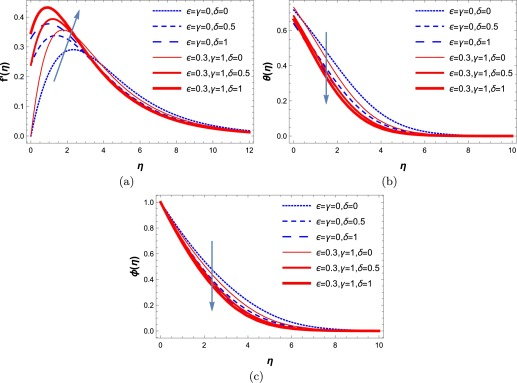 0.4
0.3
0.2
0.1
0.0
f'(η)
0 2 4 6 8 10 12
η
ϵ=γ=0,δ=0
ϵ=γ=0,δ=0.5
ϵ=γ=0,δ=1
ϵ=0.3,γ=1,δ=0
ϵ=0.3,γ=1,δ=0.5
ϵ=0.3,γ=1,δ=1
(a)
0.6
0.4
0.2
0.0
θ(η)
0 2 4 6 8 10
η
ϵ=γ=0,δ=0
ϵ=γ=0,δ=0.5
ϵ=γ=0,δ=1
ϵ=0.3,γ=1,δ=0
ϵ=0.3,γ=1,δ=0.5
ϵ=0.3,γ=1,δ=1
(b)
1.0
0.8
0.6
0.4
0.2
0.0
ϕ(η)
0 2 4 6 8 10
η
ϵ=γ=0,δ=0
ϵ=γ=0,δ=0.5
ϵ=γ=0,δ=1
ϵ=0.3,γ=1,δ=0
ϵ=0.3,γ=1,δ=0.5
ϵ=0.3,γ=1,δ=1
(c)